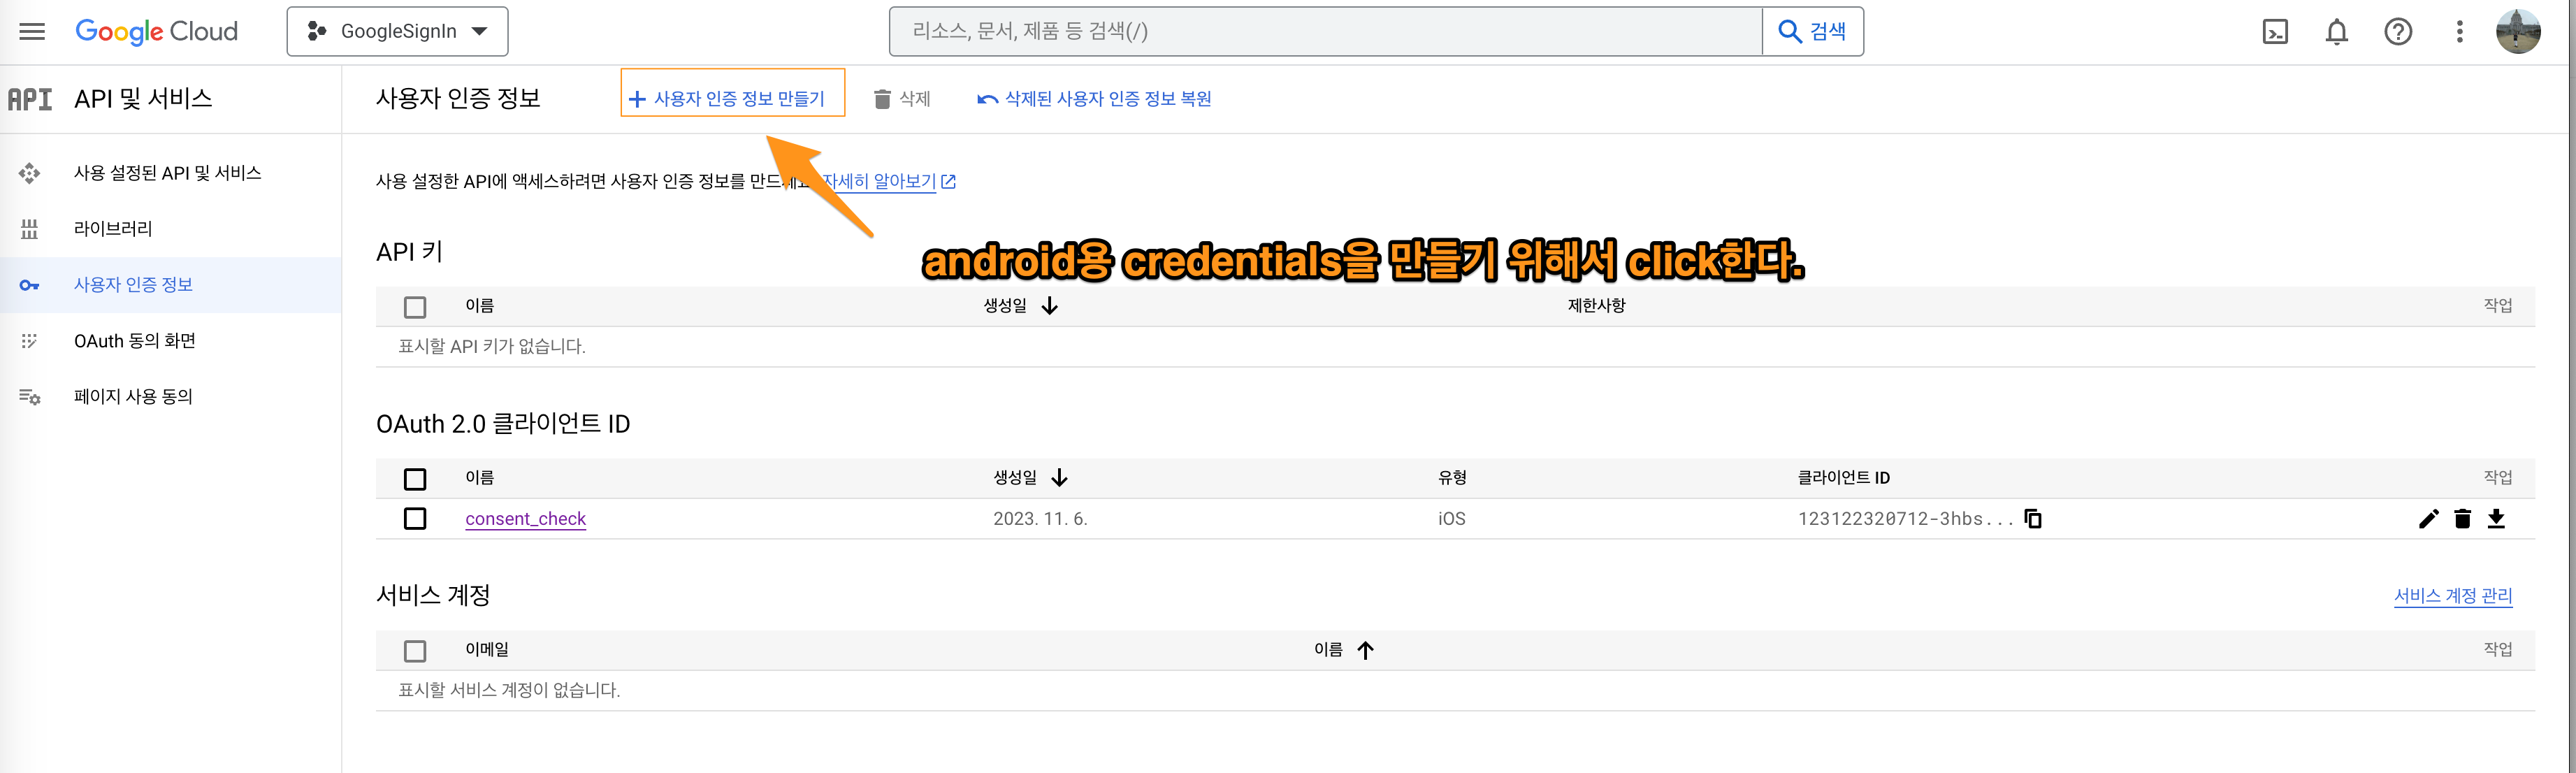 Google Cloud
GoogleSignIn
리소스, 문서, 제품 등 검색(/)
검색
API
API 및 서비스
사용자 인증 정보
사용자 인증 정보 만들기
삭제
삭제된 사용자 인증 정보 복원
사용 설정된 API 및 서비스
라이브러리
사용자 인증 정보
OAuth 동의 화면
페이지 사용 동의
사용 설정한 API에 액세스하려면 사용자 인증 정보를 만드세요 자세히 알아보기
android용 credentials을 만들기 위해서 click한다.
API 키
이름 생성일 제한사항 작업
표시할 API 키가 없습니다.
OAuth 2.0 클라이언트 ID
이름 생성일 유형 클라이언트 ID 작업
consent_check 2023. 11. 6. iOS 123122320712-3hbs...
서비스 계정
서비스 계정 관리
이메일 이름 작업
표시할 서비스 계정이 없습니다.